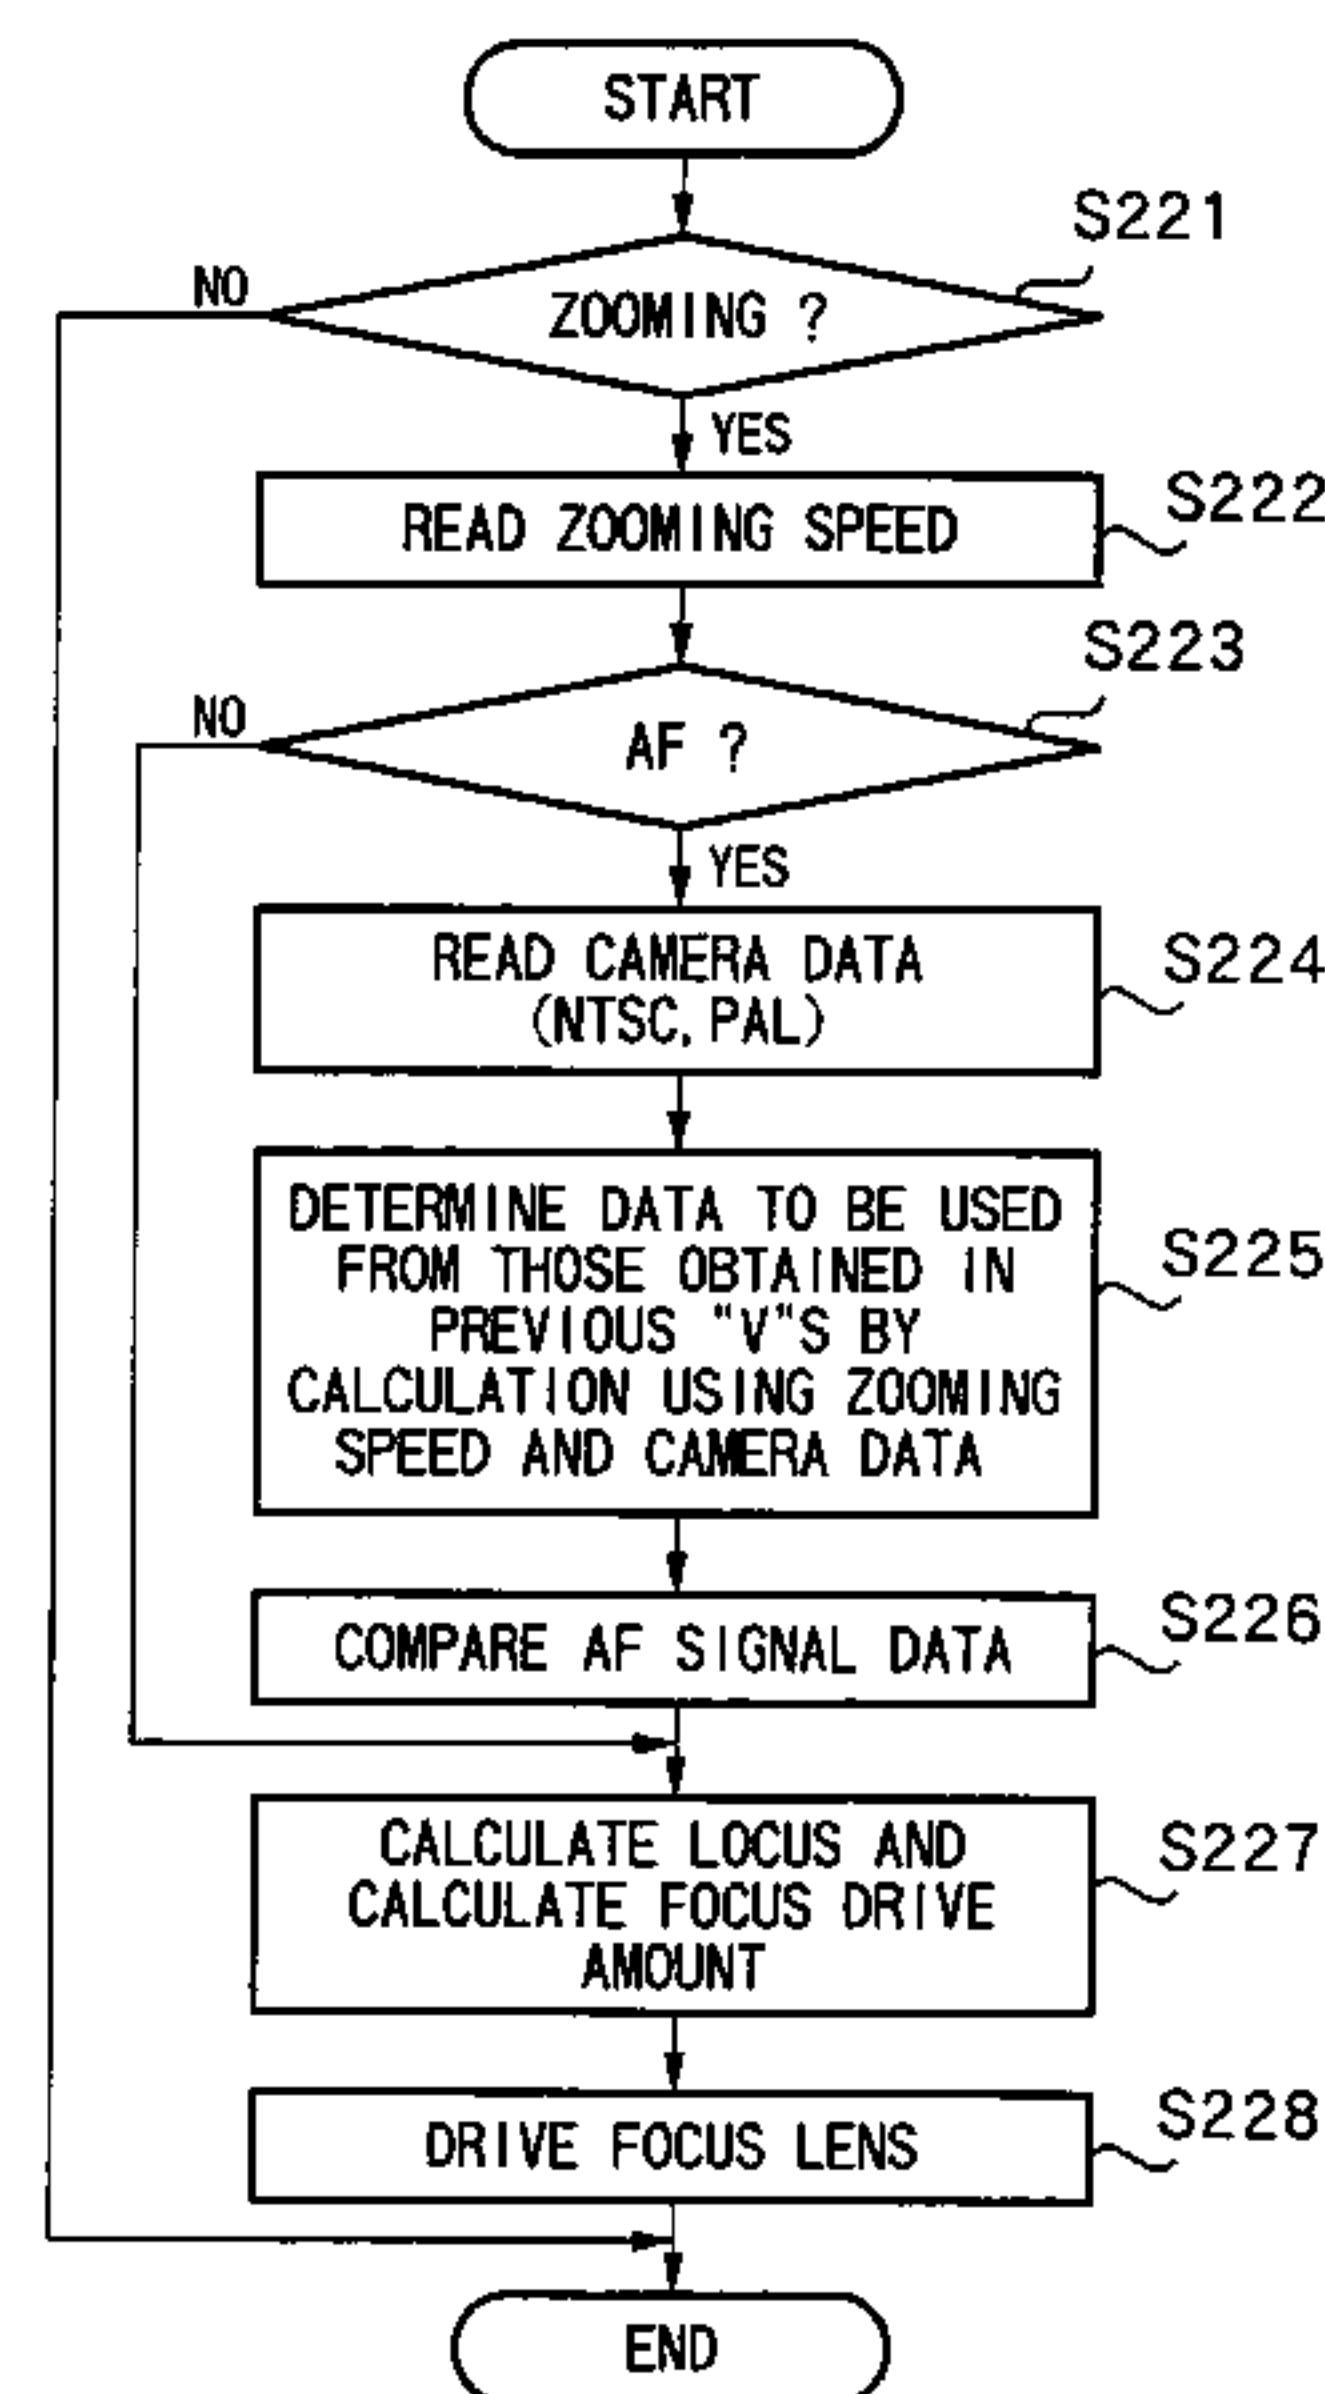 START
S221
NO
ZOOMING ?
YES
READ ZOOMING SPEED
S222
S223
NO
AF ?
YES
READ CAMERA DATA
(NTSC, PAL)
S224
DETERMINE DATA TO BE USED
FROM THOSE OBTAINED IN
PREVIOUS "V"S BY
CALCULATION USING ZOOMING
SPEED AND CAMERA DATA
S225
COMPARE AF SIGNAL DATA
S226
CALCULATE LOCUS AND
CALCULATE FOCUS DRIVE
AMOUNT
S227
DRIVE FOCUS LENS
S228
END